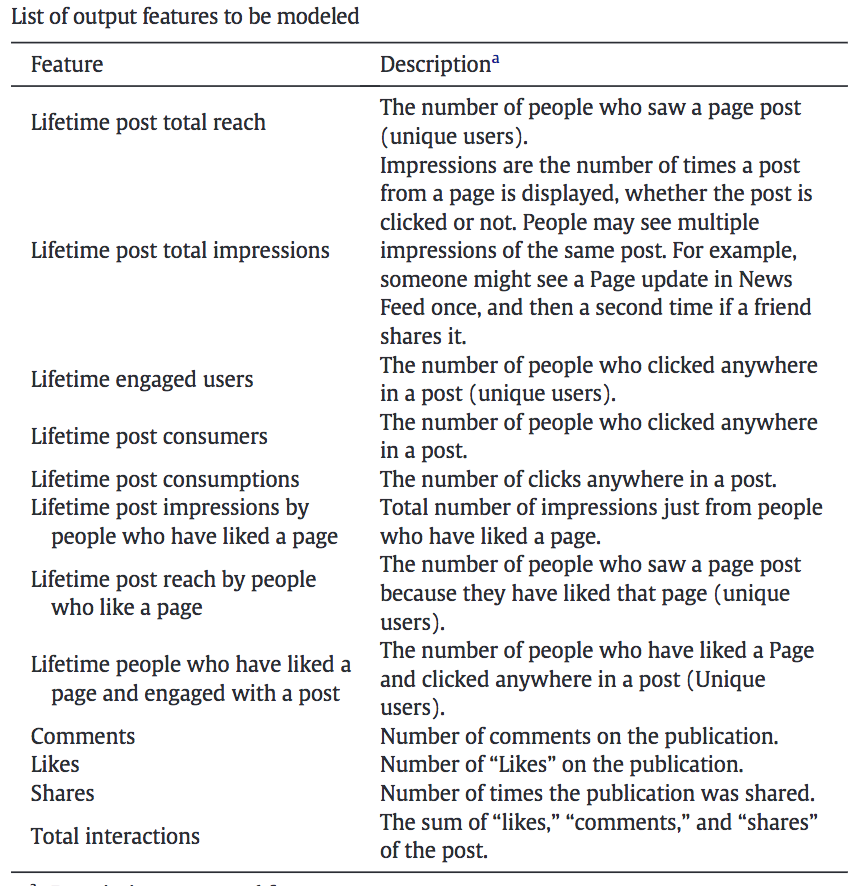 List of output features to be modeled
Feature Descriptionᵃ
Lifetime post total reach The number of people who saw a page post
(unique users).
Lifetime post total impressions Impressions are the number of times a post
from a page is displayed, whether the post is
clicked or not. People may see multiple
impressions of the same post. For example,
someone might see a Page update in News
Feed once, and then a second time if a friend
shares it.
Lifetime engaged users The number of people who clicked anywhere
in a post (unique users).
Lifetime post consumers The number of people who clicked anywhere
in a post.
Lifetime post consumptions The number of clicks anywhere in a post.
Lifetime post impressions by Total number of impressions just from people
people who have liked a page who have liked a page.
Lifetime post reach by people The number of people who saw a page post
who like a page because they have liked that page (unique
users).
Lifetime people who have liked a The number of people who have liked a Page
page and engaged with a post and clicked anywhere in a post (Unique
users).
Comments Number of comments on the publication.
Likes Number of “Likes” on the publication.
Shares Number of times the publication was shared.
Total interactions The sum of “likes,” “comments,” and “shares”
of the post.